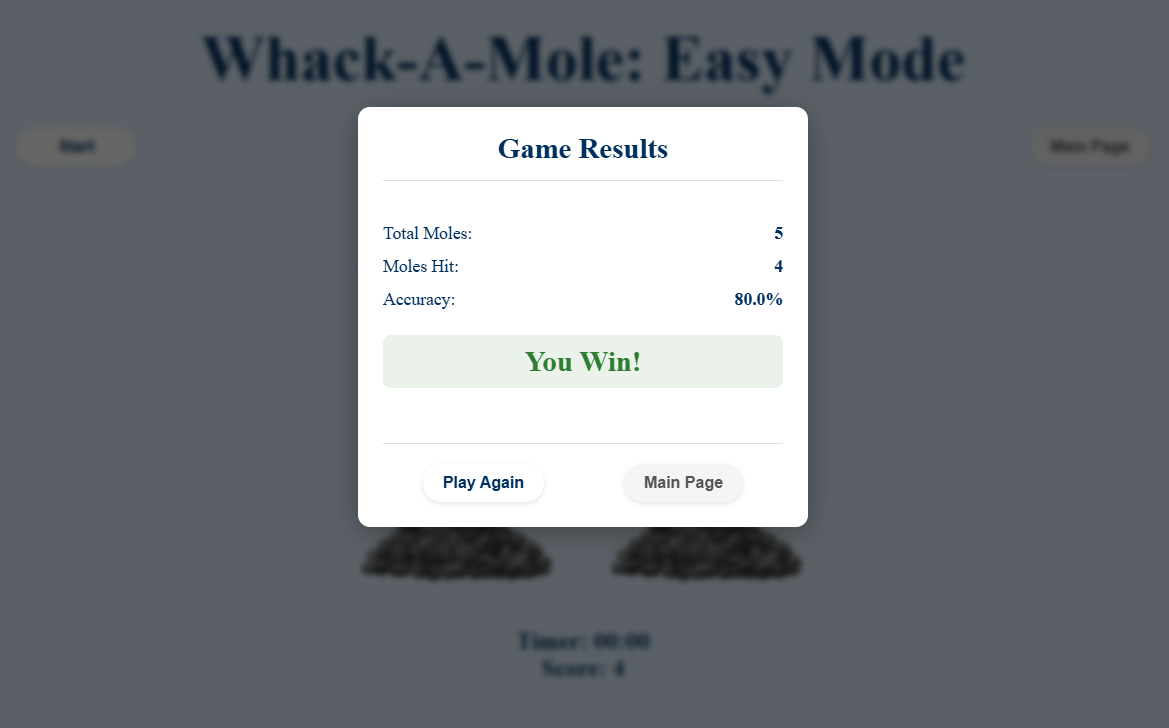 Whack-A-Mole: Easy Mode
Start
Main Page
Game Results
Total Moles: 5
Moles Hit: 4
Accuracy: 80.0%
You Win!
Play Again
Main Page
Timer: 00:00
Score: 4